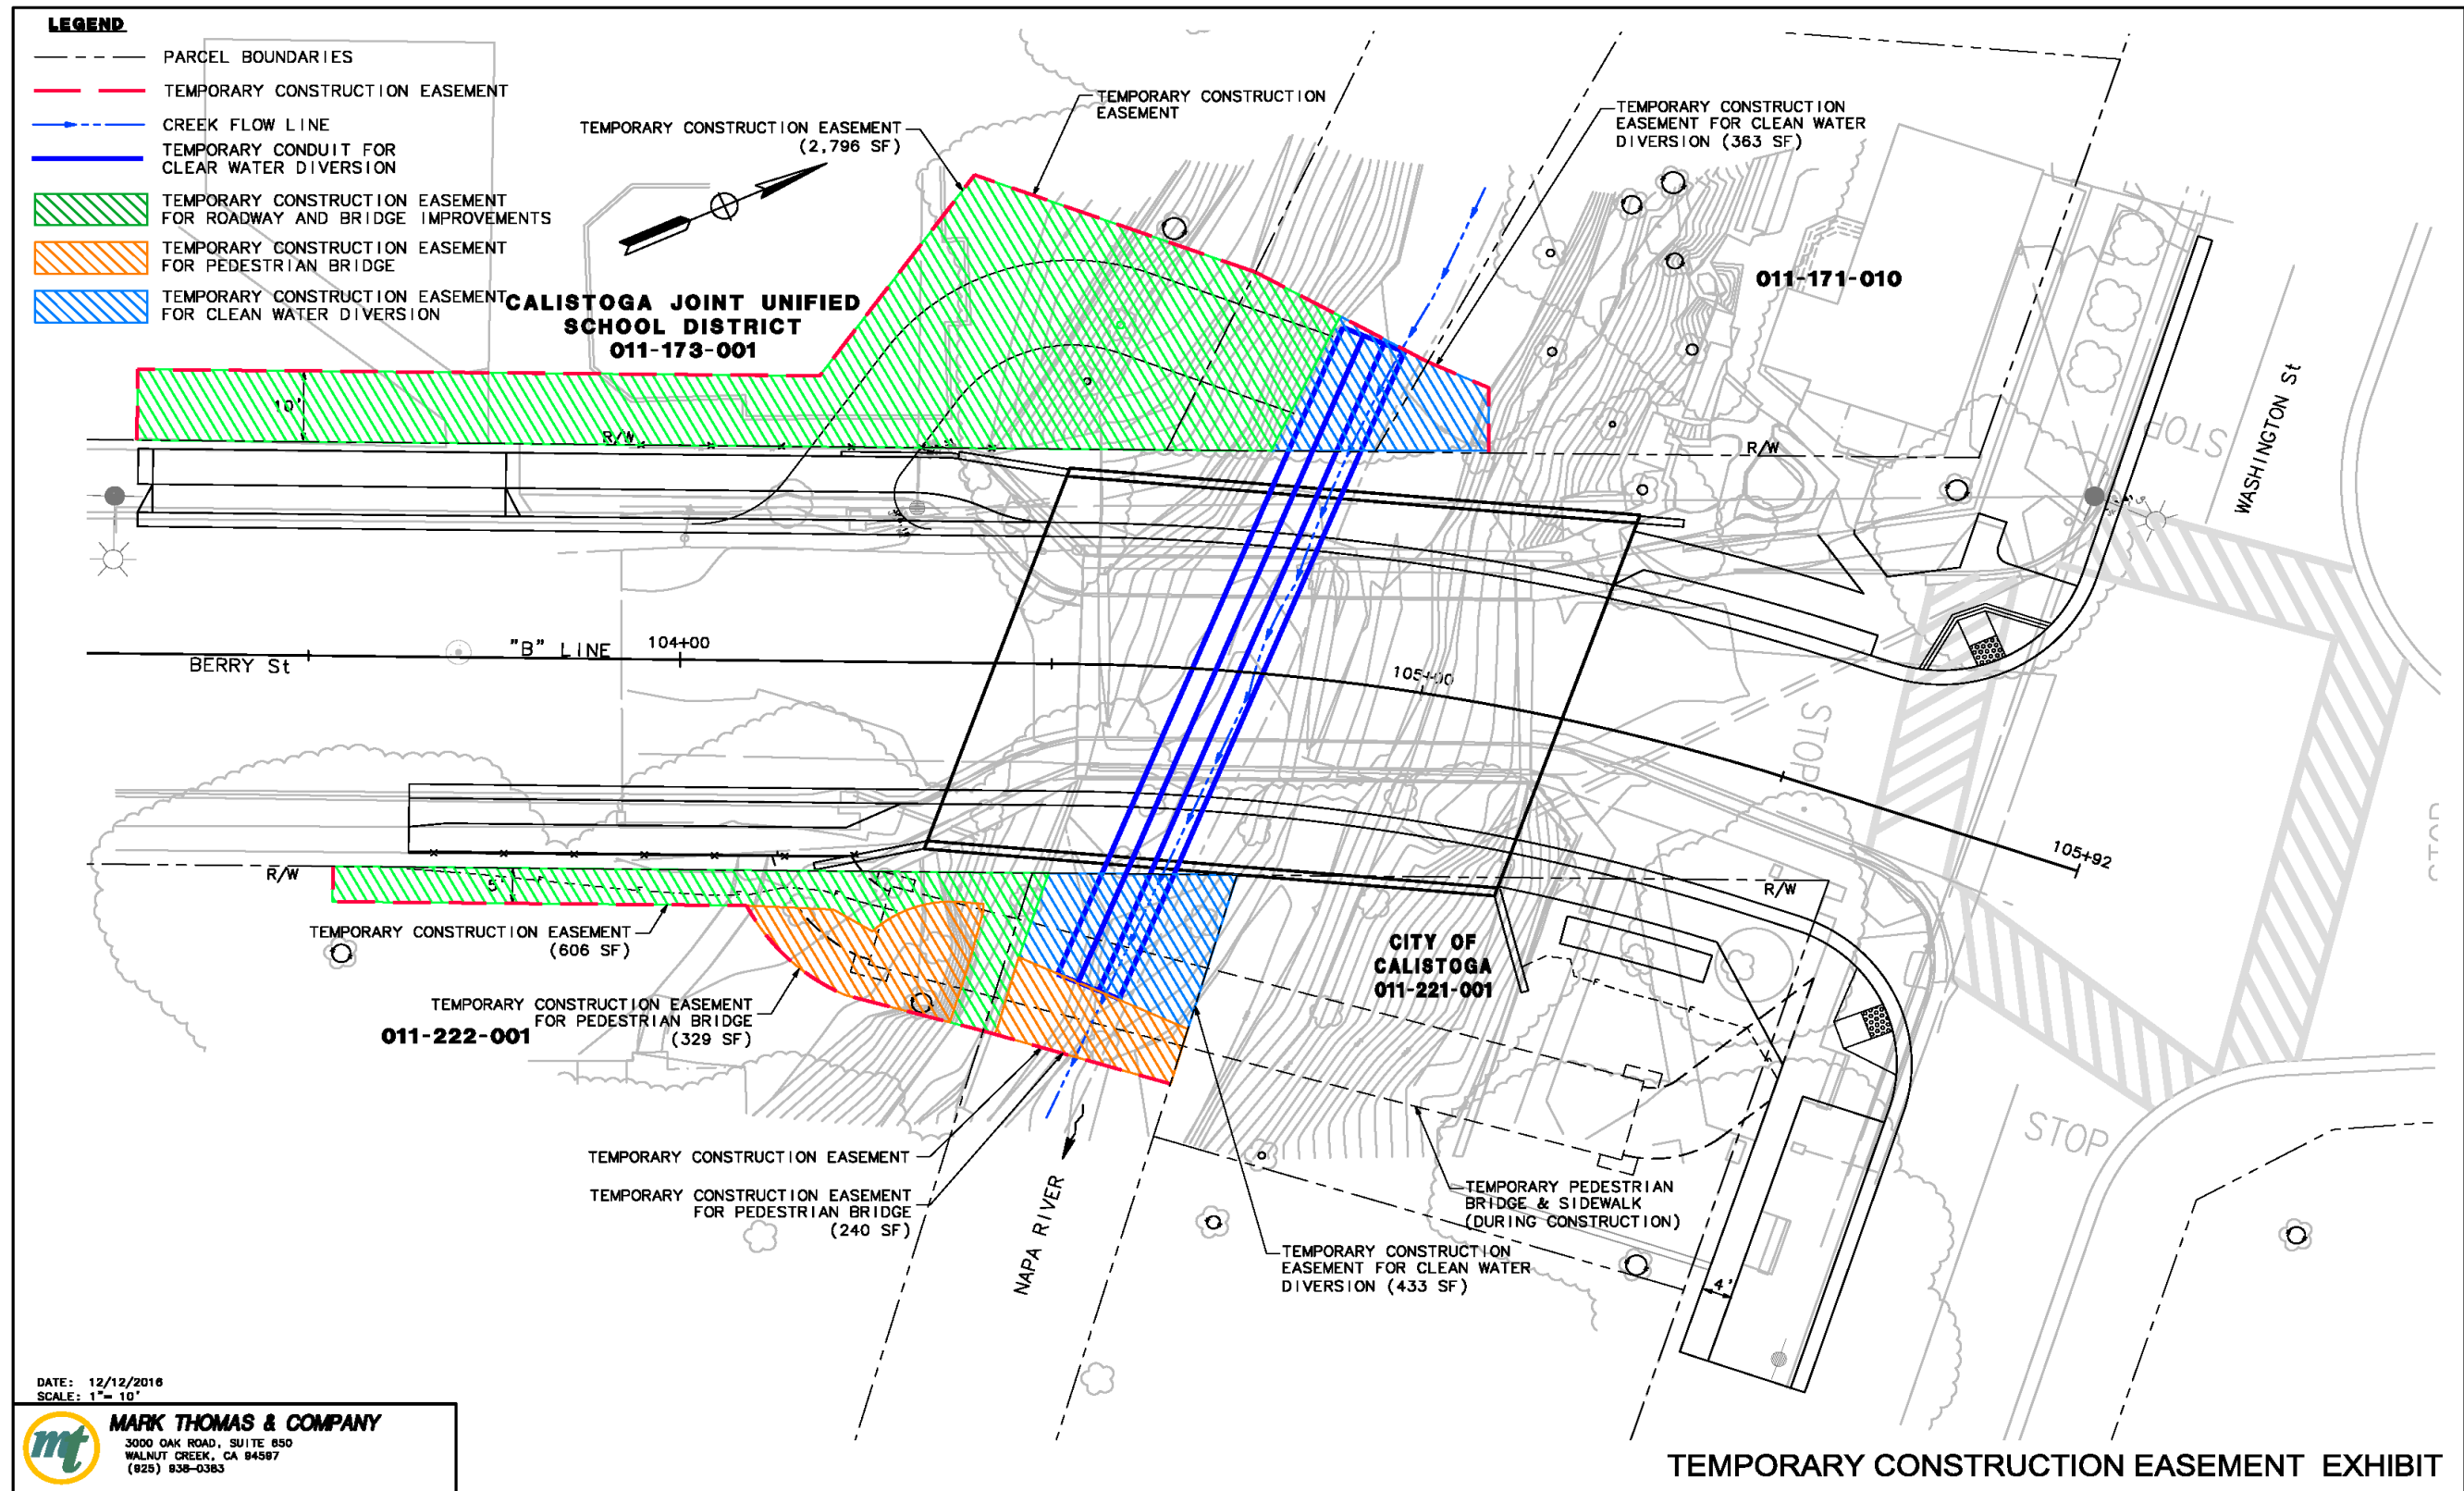 LEGEND
PARCEL BOUNDARIES
TEMPORARY CONSTRUCTION EASEMENT
CREEK FLOW LINE
TEMPORARY CONDUIT FOR
CLEAR WATER DIVERSION
TEMPORARY CONSTRUCTION EASEMENT
FOR ROADWAY AND BRIDGE IMPROVEMENTS
TEMPORARY CONSTRUCTION EASEMENT
FOR PEDESTRIAN BRIDGE
TEMPORARY CONSTRUCTION EASEMENT
FOR CLEAN WATER DIVERSION
TEMPORARY CONSTRUCTION EASEMENT
(2,796 SF)
TEMPORARY CONSTRUCTION
EASEMENT
TEMPORARY CONSTRUCTION
EASEMENT FOR CLEAN WATER
DIVERSION (363 SF)
011-171-010
CALISTOGA JOINT UNIFIED
SCHOOL DISTRICT
011-173-001
10'
R/W
R/W
STOP
WASHINGTON St
BERRY St
"B" LINE
104+00
105+00
STOP
105+92
STOP
R/W
R/W
5'
TEMPORARY CONSTRUCTION EASEMENT
(606 SF)
TEMPORARY CONSTRUCTION EASEMENT
FOR PEDESTRIAN BRIDGE
(329 SF)
011-222-001
CITY OF
CALISTOGA
011-221-001
STOP
TEMPORARY CONSTRUCTION EASEMENT
TEMPORARY CONSTRUCTION EASEMENT
FOR PEDESTRIAN BRIDGE
(240 SF)
NAPA RIVER
TEMPORARY PEDESTRIAN
BRIDGE & SIDEWALK
(DURING CONSTRUCTION)
TEMPORARY CONSTRUCTION
EASEMENT FOR CLEAN WATER
DIVERSION (433 SF)
4'
DATE: 12/12/2016
SCALE: 1"= 10'
mt
MARK THOMAS & COMPANY
3000 OAK ROAD, SUITE 650
WALNUT CREEK, CA 94597
(925) 938-0383
TEMPORARY CONSTRUCTION EASEMENT EXHIBIT